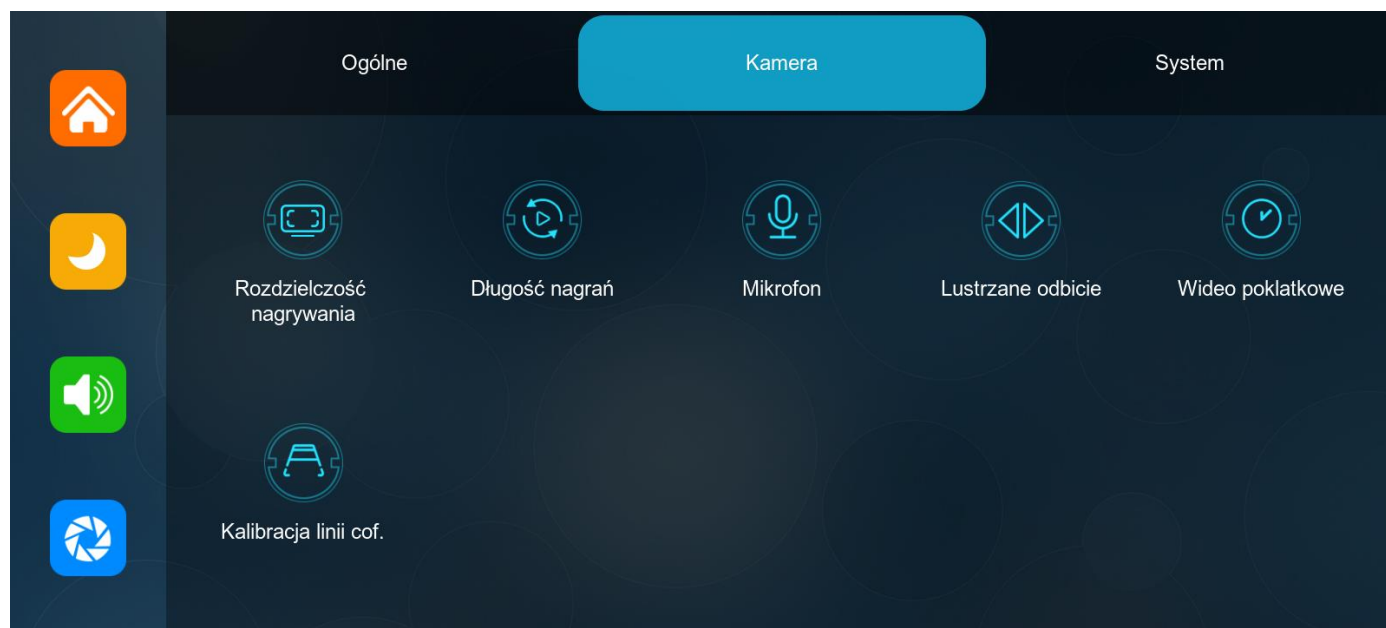 Ogólne
Kamera
System
Rozdzielczość
nagrywania
Długość nagrań
Mikrofon
Lustrzane odbicie
Wideo poklatkowe
Kalibracja linii cof.